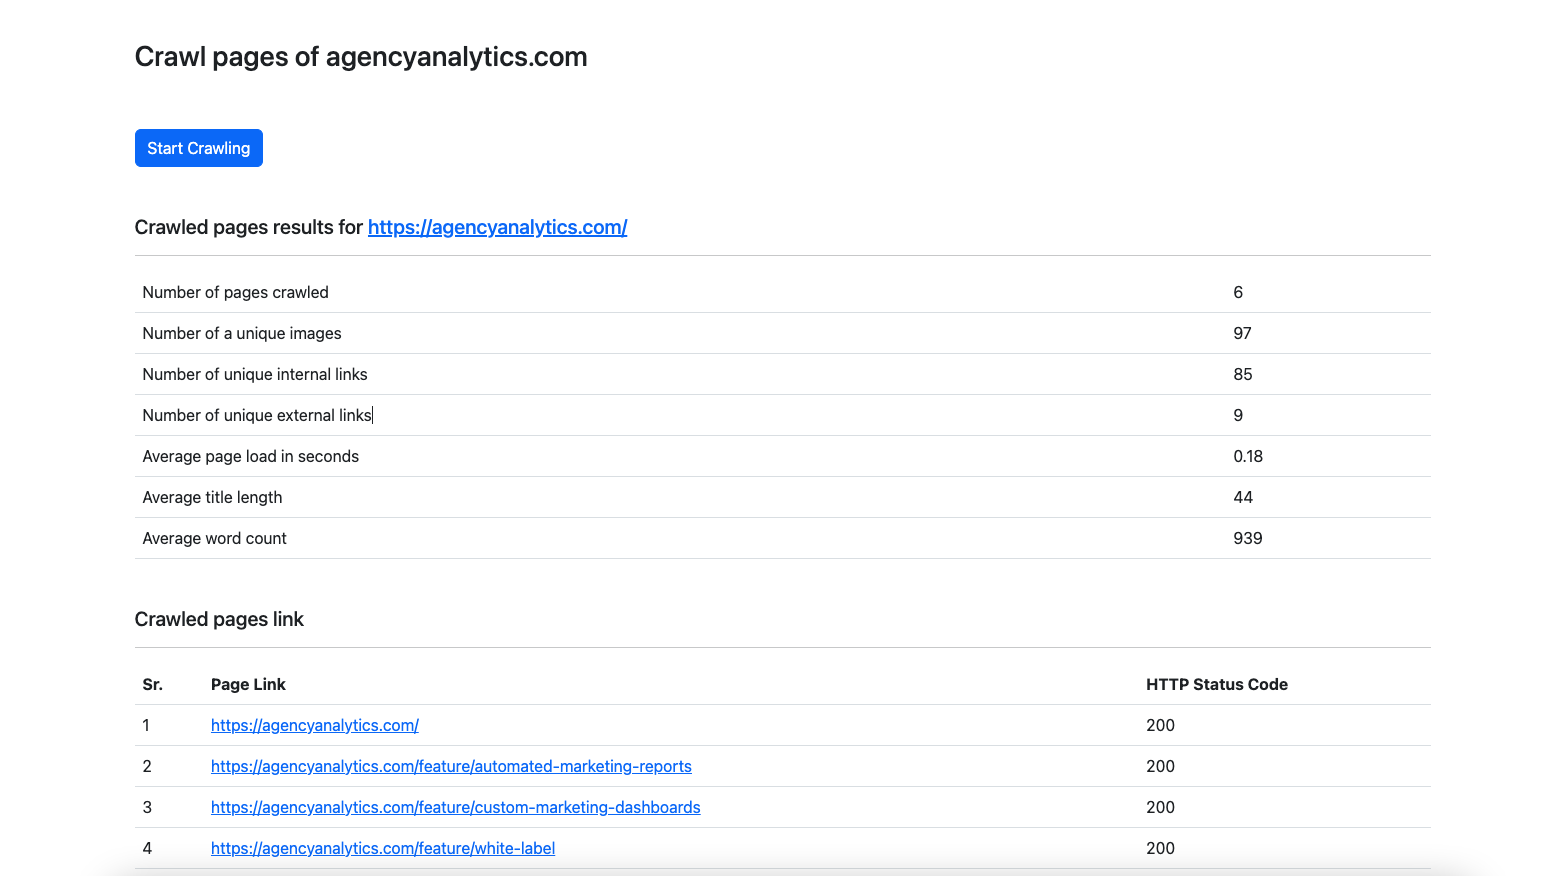 Crawl pages of agencyanalytics.com
Start Crawling
Crawled pages results for https://agencyanalytics.com/
Number of pages crawled 6
Number of a unique images 97
Number of unique internal links 85
Number of unique external links 9
Average page load in seconds 0.18
Average title length 44
Average word count 939
Crawled pages link
Sr. Page Link HTTP Status Code
1 https://agencyanalytics.com/ 200
2 https://agencyanalytics.com/feature/automated-marketing-reports 200
3 https://agencyanalytics.com/feature/custom-marketing-dashboards 200
4 https://agencyanalytics.com/feature/white-label 200